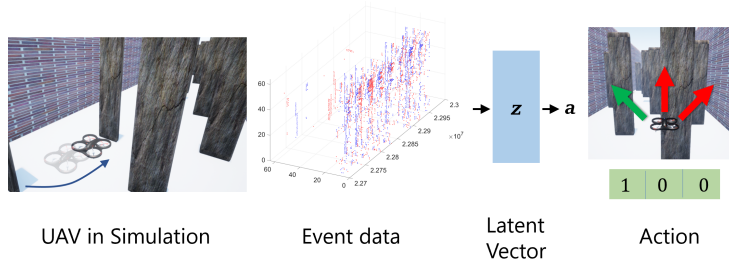 60
40
20
0
60
40
20
0
2.27
2.275
2.28
2.285
2.29
2.295
2.3
×10⁷
z
a
1 0 0
UAV in Simulation
Event data
Latent
Vector
Action